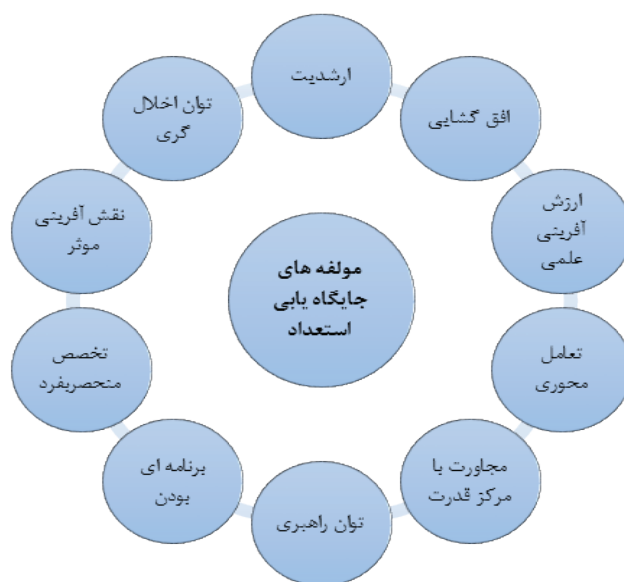 ارشدیت
افق گشایی
ارزش
آفرینی
علمی
تعامل
محوری
مجاورت با
مرکز قدرت
توان راهبری
برنامه ای
بودن
تخصص
منحصربفرد
نقش آفرینی
موثر
توان اخلال
گری
مولفه های
جایگاه یابی
استعداد